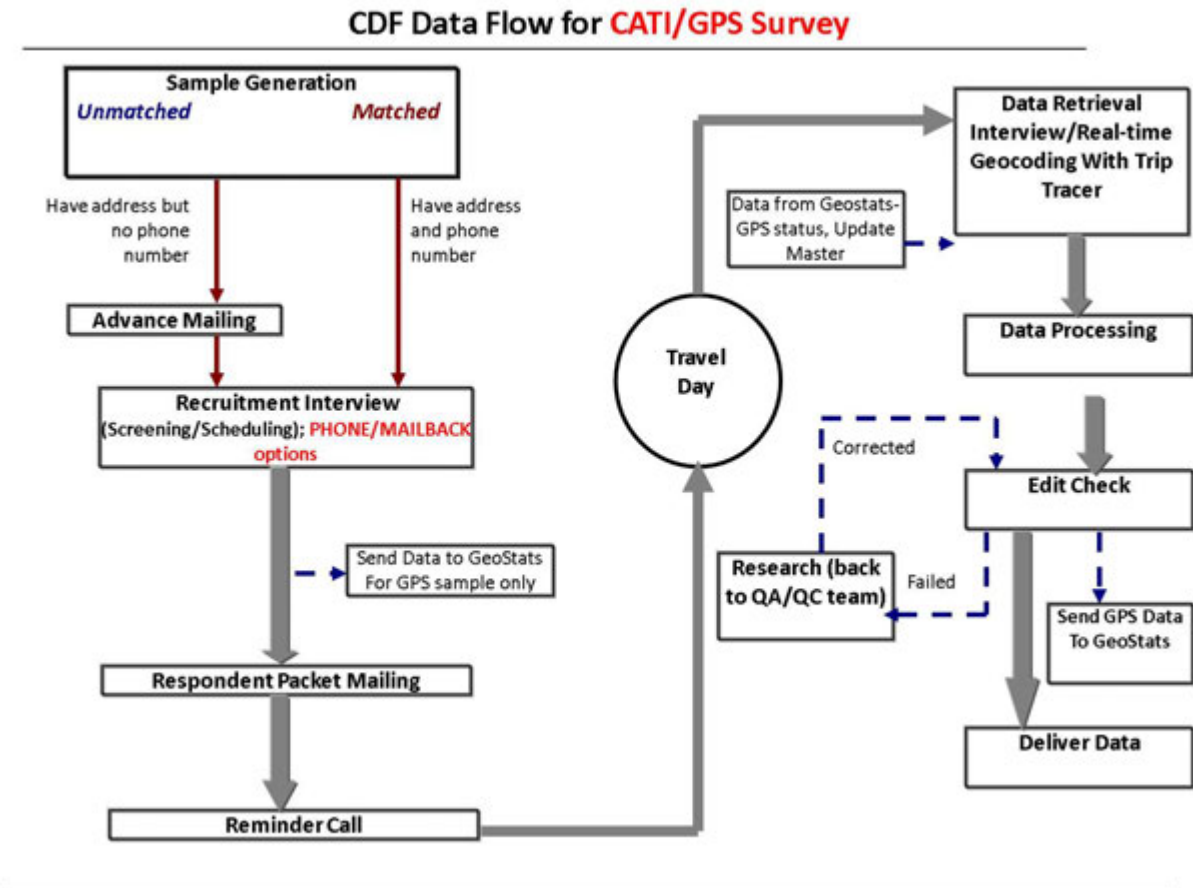 CDF Data Flow for CATI/GPS Survey
Sample Generation
Unmatched Matched
Have address but
no phone
number
Have address
and phone
number
Advance Mailing
Recruitment Interview
(Screening/Scheduling); PHONE/MAILBACK
options
Send Data to GeoStats
For GPS sample only
Respondent Packet Mailing
Reminder Call
Travel
Day
Data Retrieval
Interview/Real-time
Geocoding With Trip
Tracer
Data from Geostats-
GPS status, Update
Master
Data Processing
Corrected
Edit Check
Research (back
to QA/QC team)
Failed
Send GPS Data
To GeoStats
Deliver Data